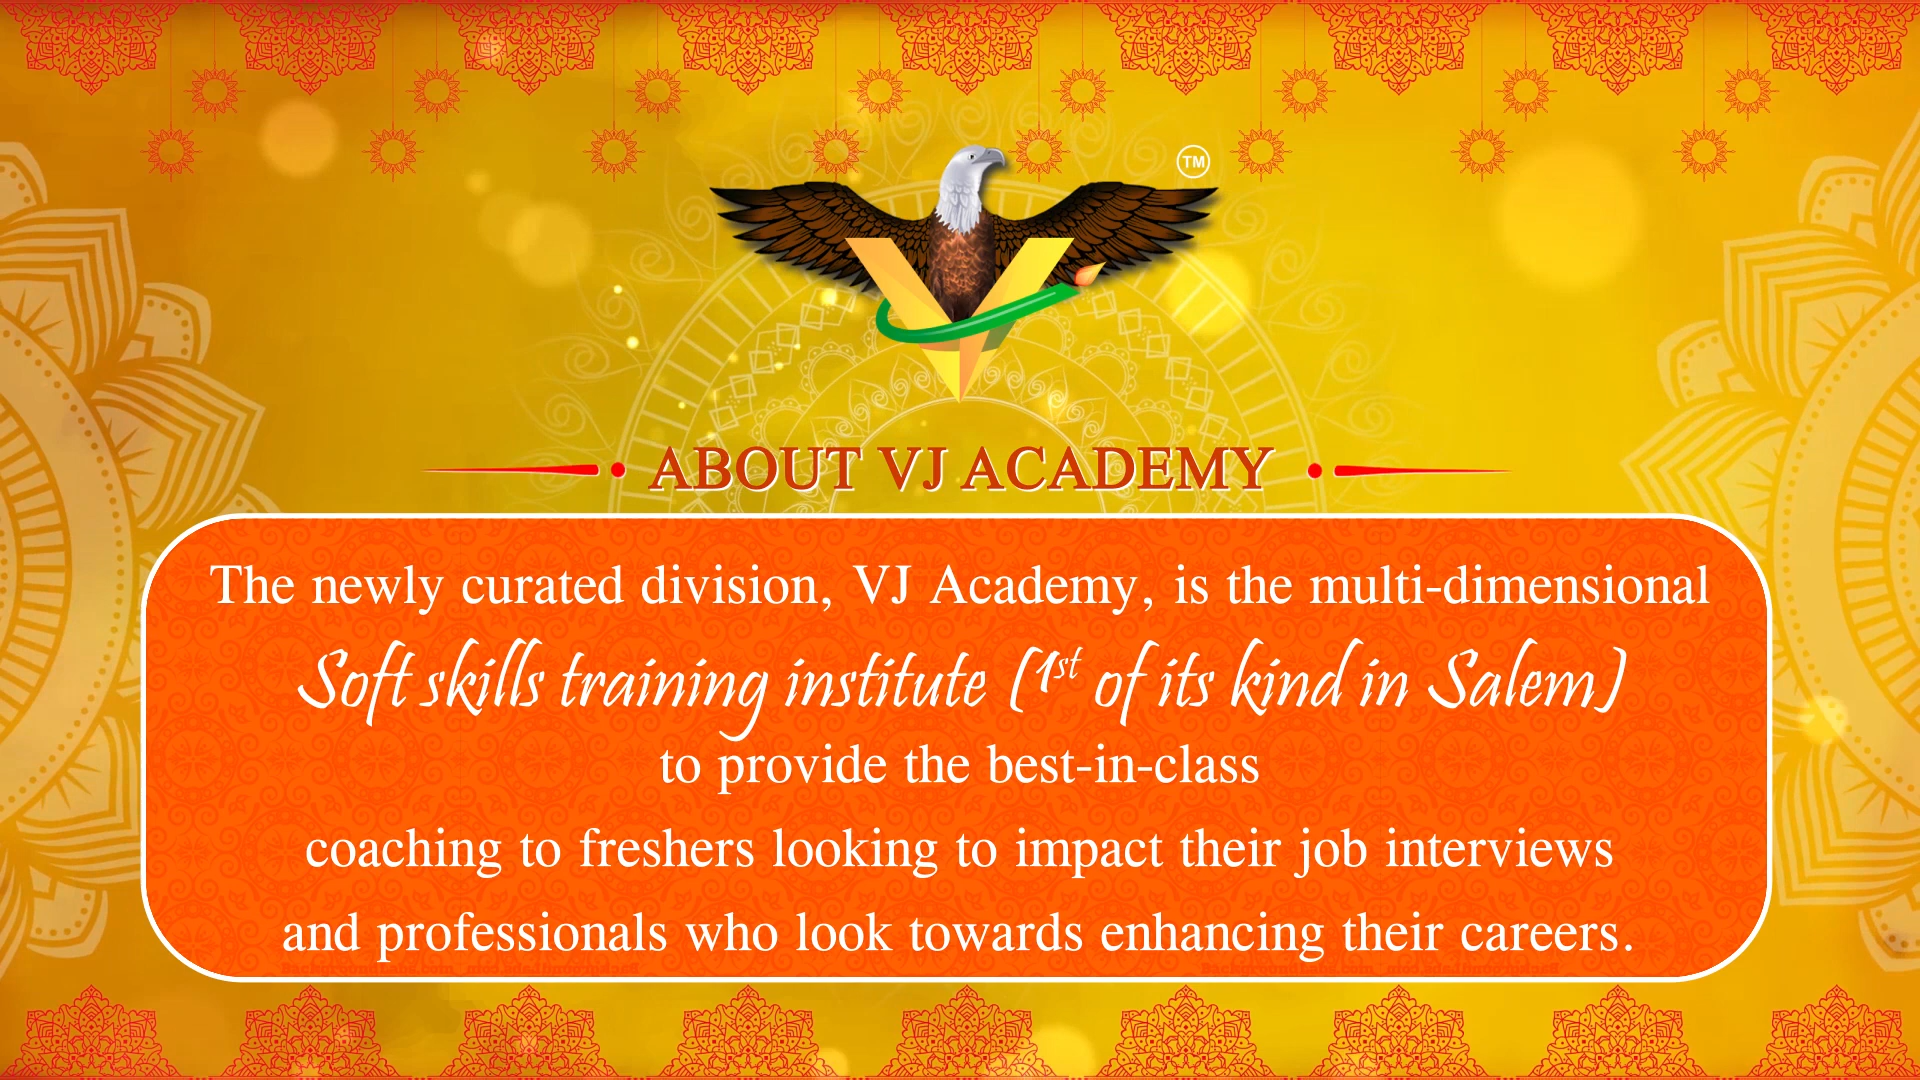 TM
ABOUT VJ ACADEMY
The newly curated division, VJ Academy, is the multi-dimensional
Soft skills training institute (1st of its kind in Salem)
to provide the best-in-class
coaching to freshers looking to impact their job interviews
and professionals who look towards enhancing their careers.